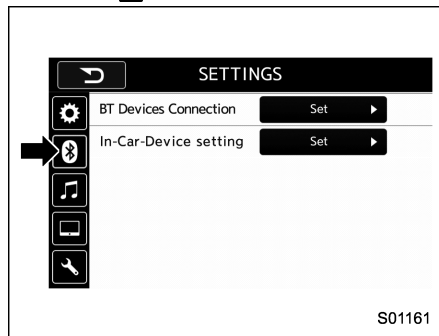 SETTINGS
BT Devices Connection Set
In-Car-Device setting Set
S01161